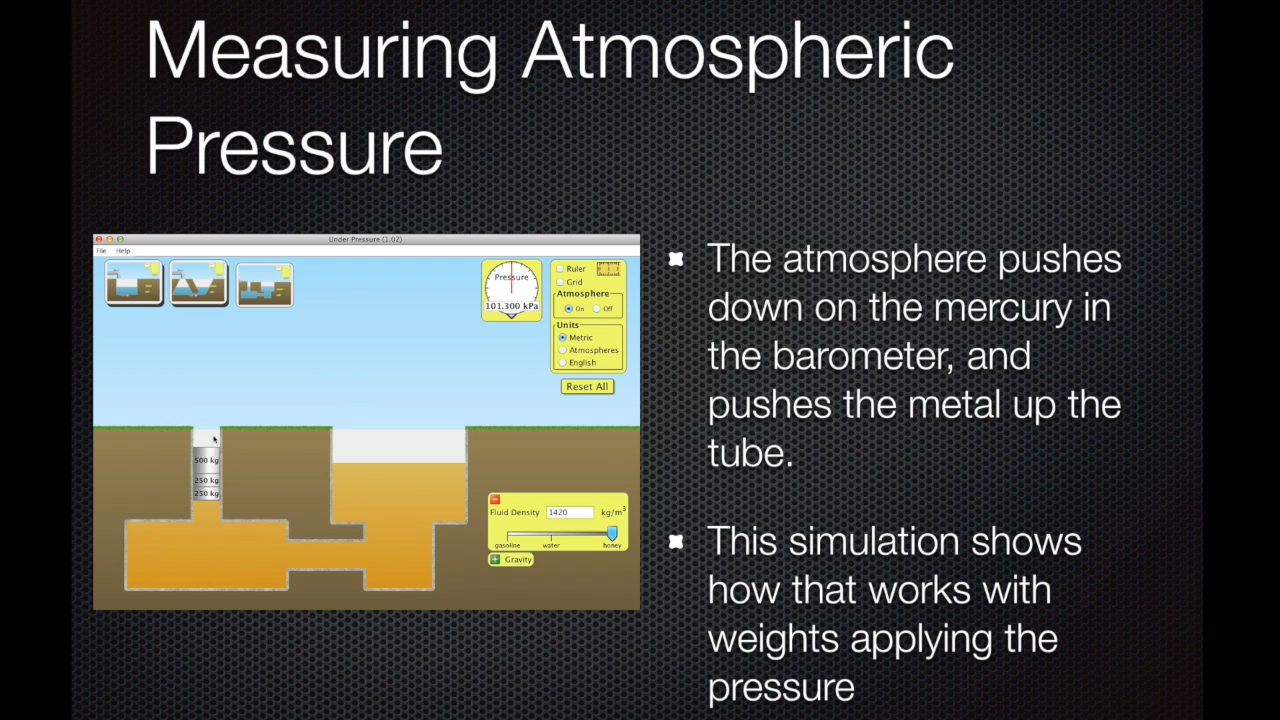 Measuring Atmospheric
Pressure
Under Pressure (1.02)
File Help
Pressure
101.300 kPa
Ruler
Grid
Atmosphere
On Off
Units
Metric
Atmospheres
English
Reset All
500 kg
250 kg
250 kg
Fluid Density 1420 kg/m3
gasoline water honey
Gravity
The atmosphere pushes
down on the mercury in
the barometer, and
pushes the metal up the
tube.
This simulation shows
how that works with
weights applying the
pressure